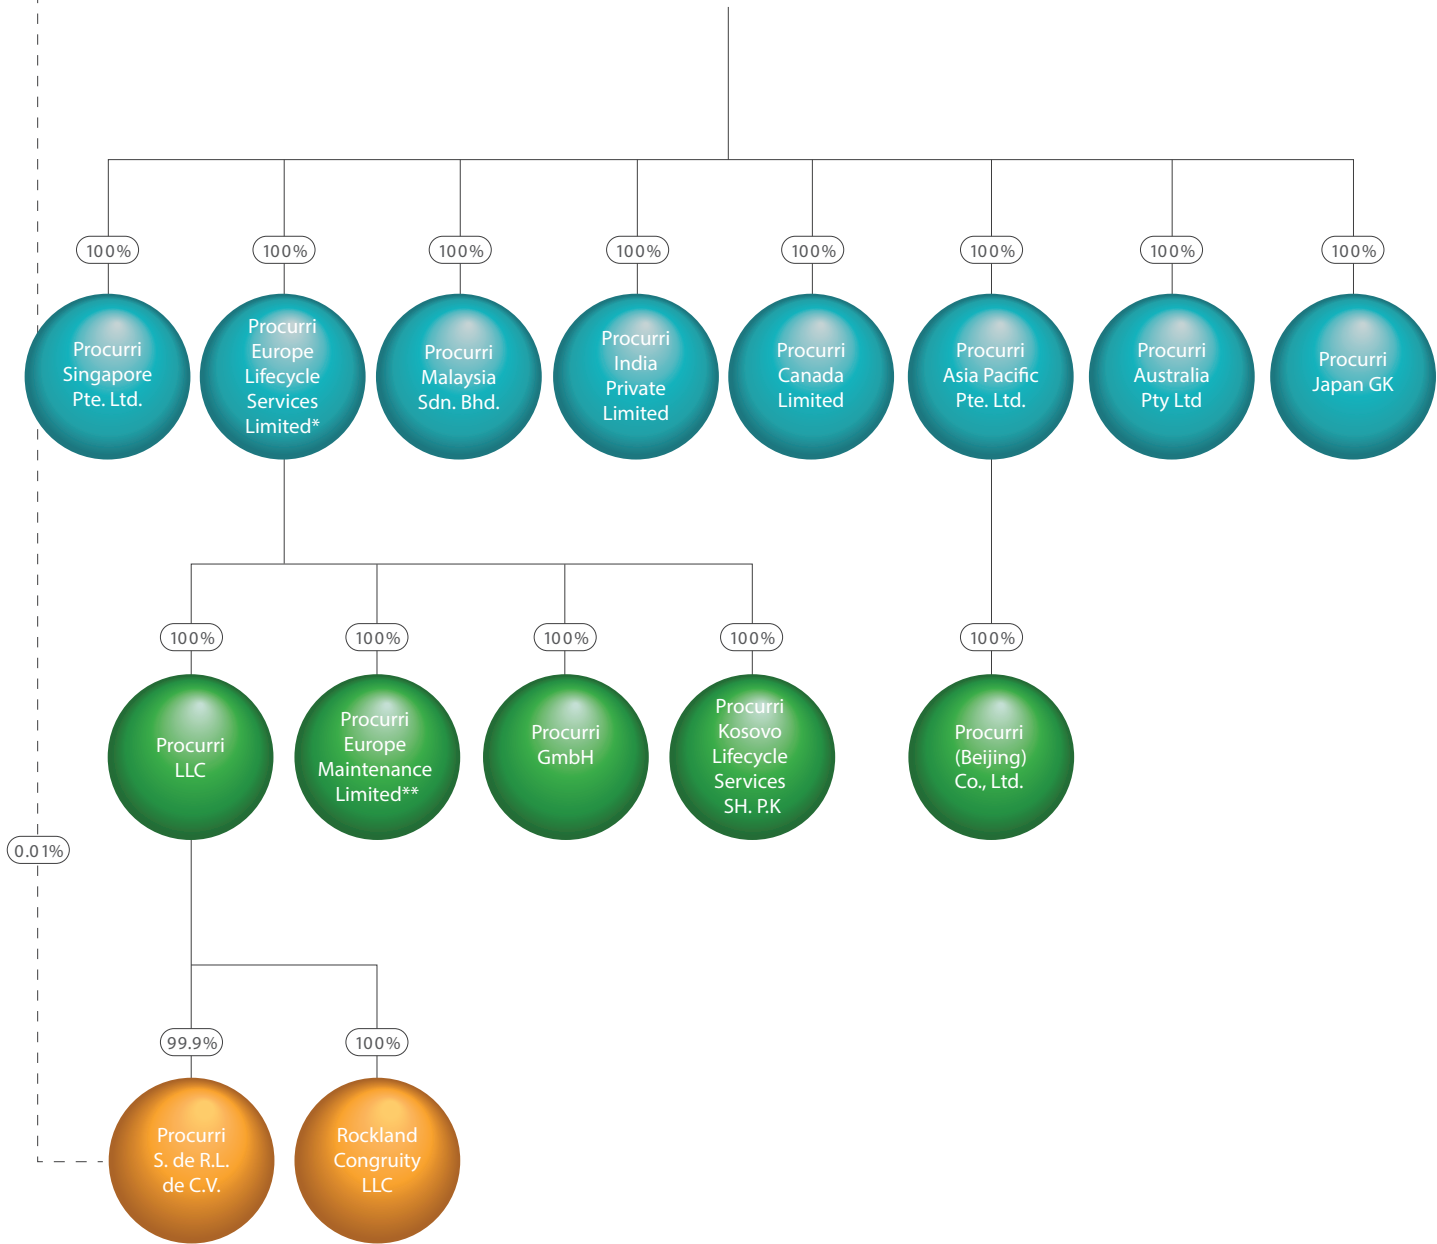 100%
100%
100%
100%
100%
100%
100%
100%
Procurri
Singapore
Pte. Ltd.
Procurri
Europe
Lifecycle
Services
Limited*
Procurri
Malaysia
Sdn. Bhd.
Procurri
India
Private
Limited
Procurri
Canada
Limited
Procurri
Asia Pacific
Pte. Ltd.
Procurri
Australia
Pty Ltd
Procurri
Japan GK
100%
100%
100%
100%
100%
Procurri
LLC
Procurri
Europe
Maintenance
Limited**
Procurri
GmbH
Procurri
Kosovo
Lifecycle
Services
SH. P.K
Procurri
(Beijing)
Co., Ltd.
0.01%
99.9%
100%
Procurri
S. de R.L.
de C.V.
Rockland
Congruity
LLC